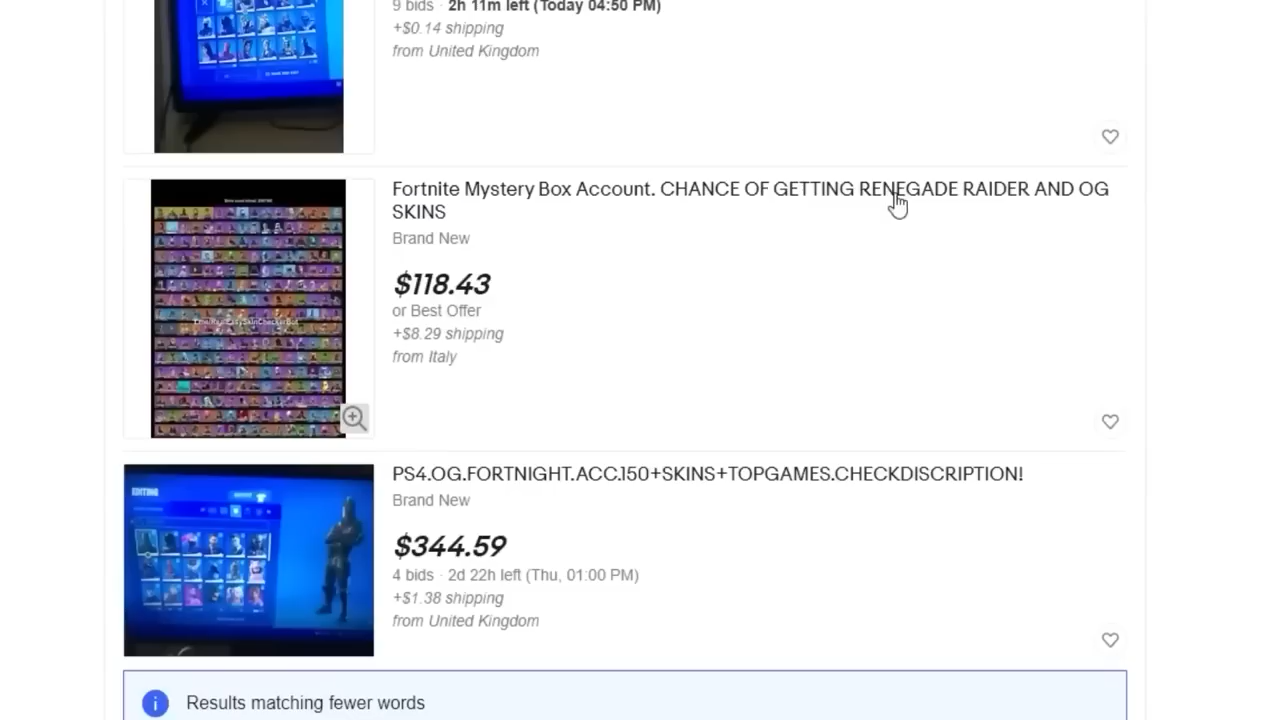 9 bids · 2h 11m left (Today 04:50 PM)
+$0.14 shipping
from United Kingdom
Fortnite Mystery Box Account. CHANCE OF GETTING RENEGADE RAIDER AND OG
SKINS
Brand New
$118.43
or Best Offer
+$8.29 shipping
from Italy
PS4.OG.FORTNIGHT.ACC.150+SKINS+TOPGAMES.CHECKDISCRIPTION!
Brand New
EDITING
$344.59
4 bids · 2d 22h left (Thu, 01:00 PM)
+$1.38 shipping
from United Kingdom
Results matching fewer words